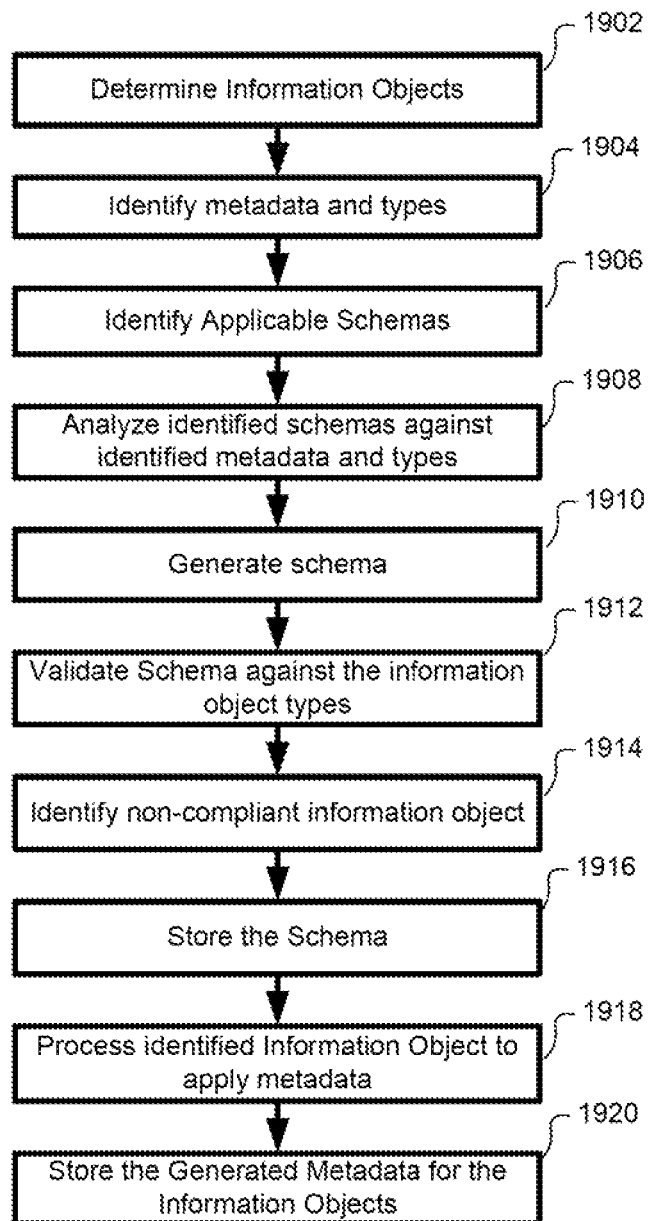 1902
Determine Information Objects
1904
Identify metadata and types
1906
Identify Applicable Schemas
1908
Analyze identified schemas against
identified metadata and types
1910
Generate schema
1912
Validate Schema against the information
object types
1914
Identify non-compliant information object
1916
Store the Schema
1918
Process identified Information Object to
apply metadata
1920
Store the Generated Metadata for the
Information Objects